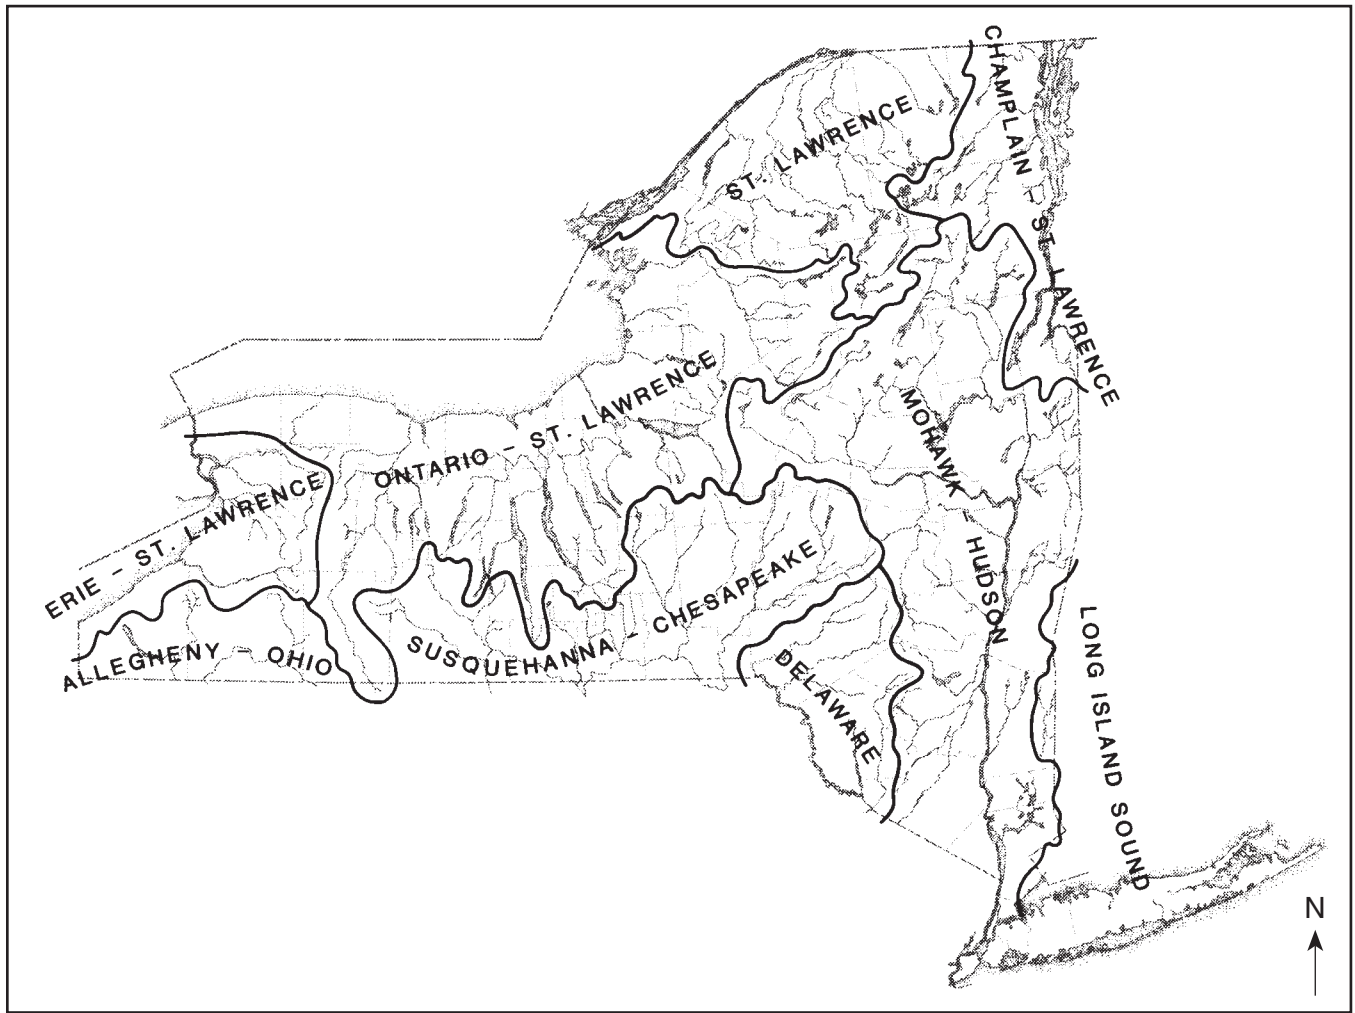 CHAMPLAIN - ST. LAWRENCE
ST. LAWRENCE
ONTARIO - ST. LAWRENCE
MOHAWK - HUDSON
ERIE - ST. LAWRENCE
ALLEGHENY - OHIO
SUSQUEHANNA - CHESAPEAKE
DELAWARE
LONG ISLAND SOUND
N